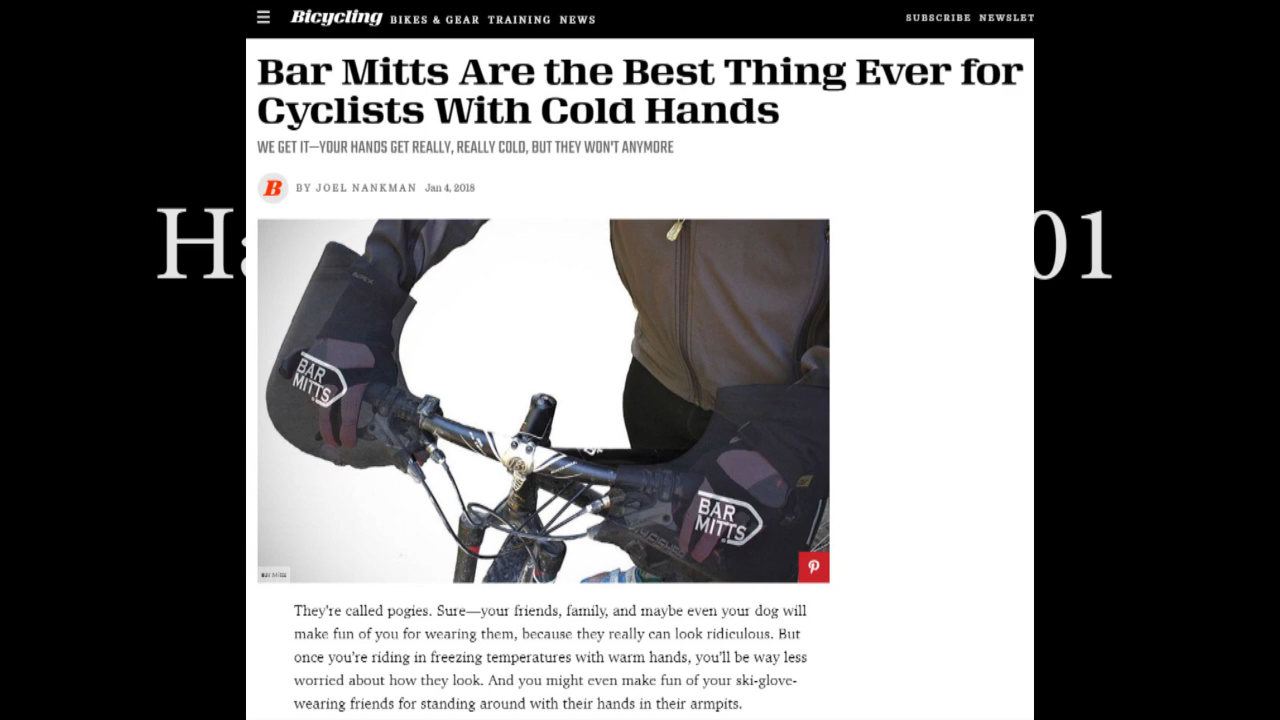 Bicycling BIKES & GEAR TRAINING NEWS SUBSCRIBE NEWSLET
Bar Mitts Are the Best Thing Ever for
Cyclists With Cold Hands
WE GET IT—YOUR HANDS GET REALLY, REALLY COLD, BUT THEY WON'T ANYMORE
B BY JOEL NANKMAN Jan 4, 2018
Ha 01
BAR
MITTS
BAR
MITTS
They're called pogies. Sure—your friends, family, and maybe even your dog will
make fun of you for wearing them, because they really can look ridiculous. But
once you're riding in freezing temperatures with warm hands, you'll be way less
worried about how they look. And you might even make fun of your ski-glove-
wearing friends for standing around with their hands in their armpits.